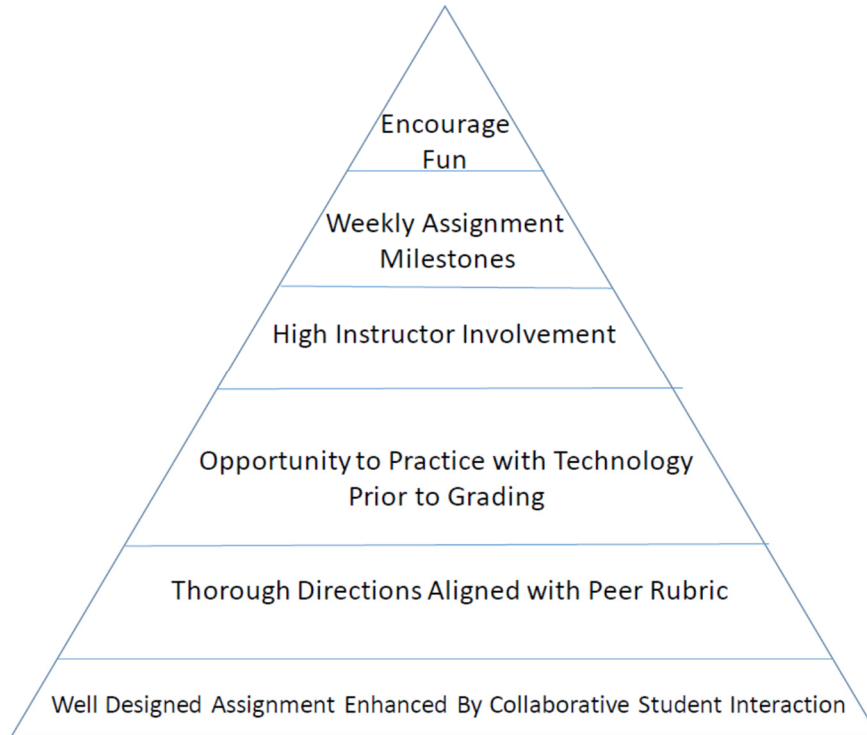 Encourage
Fun
Weekly Assignment
Milestones
High Instructor Involvement
Opportunity to Practice with Technology
Prior to Grading
Thorough Directions Aligned with Peer Rubric
Well Designed Assignment Enhanced By Collaborative Student Interaction